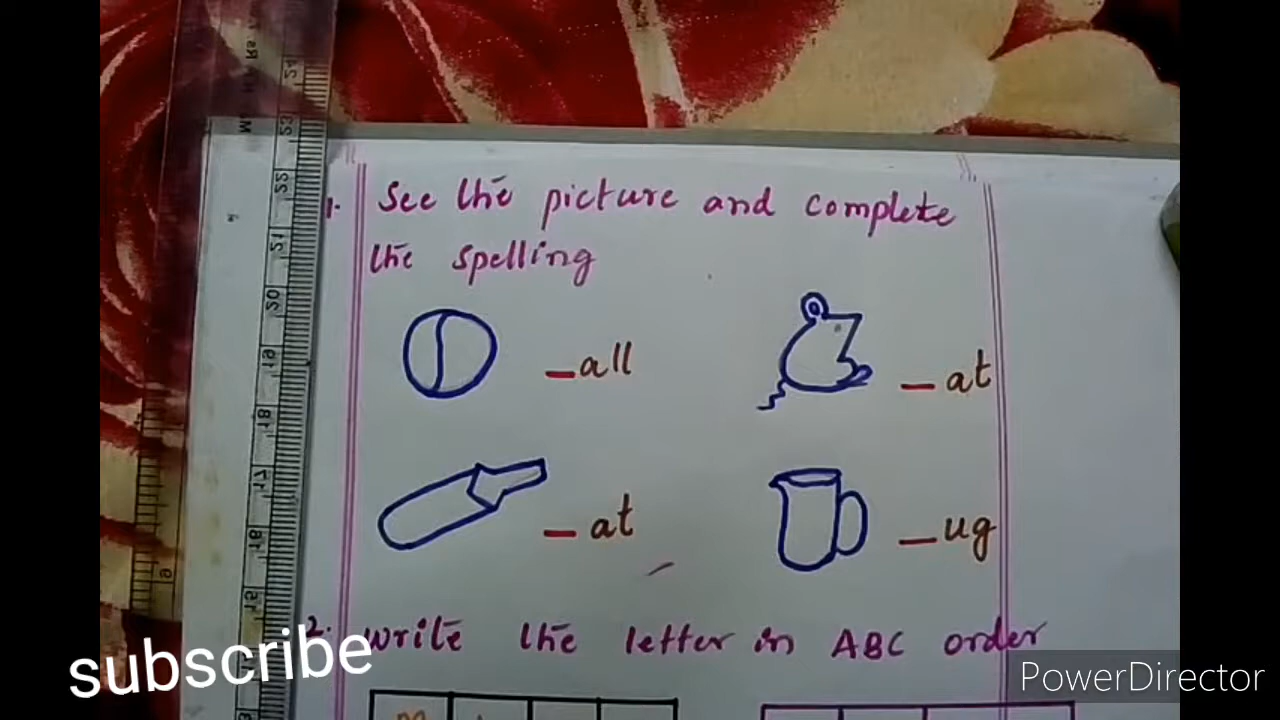 1. See the picture and complete
the spelling
_all
_at
_at
_ug
2. write the letter in ABC order
subscribe
PowerDirector